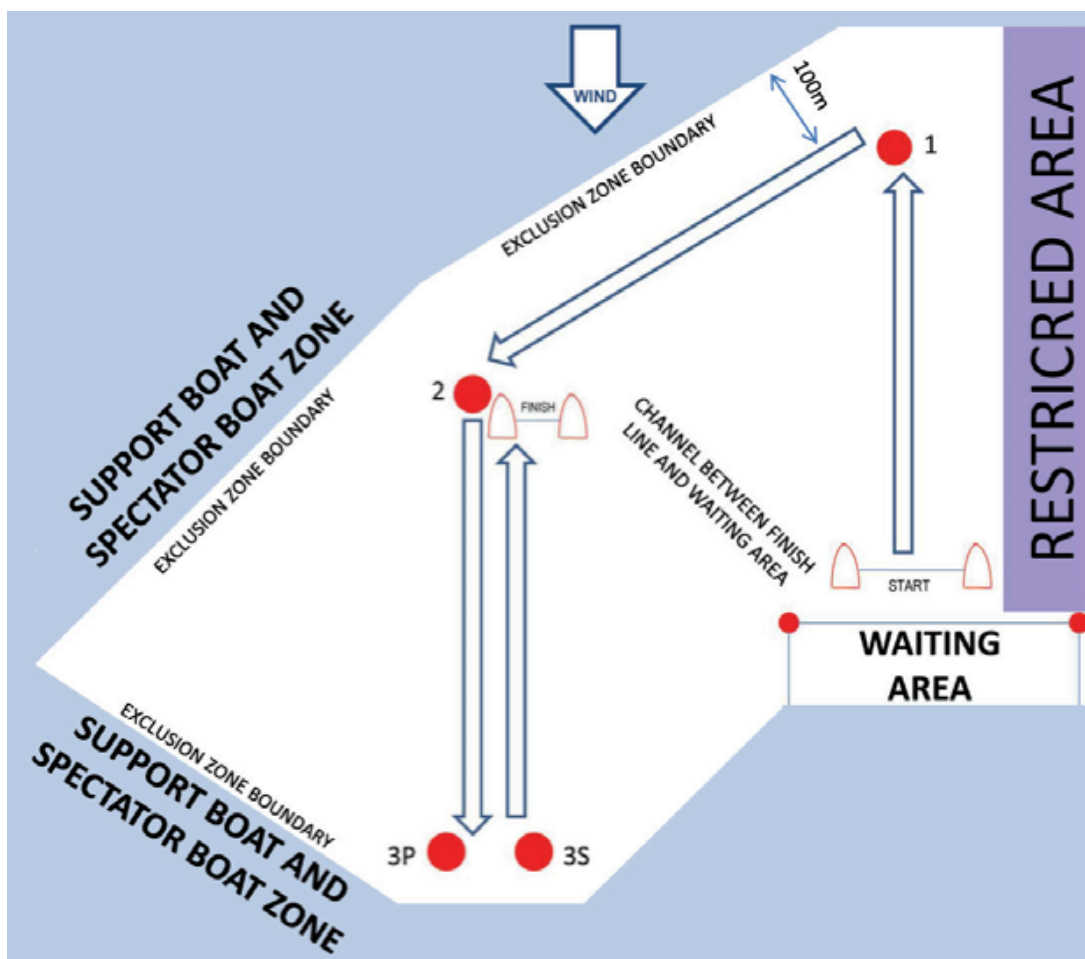 WIND
100m
1
EXCLUSION ZONE BOUNDARY
RESTRICRED AREA
SUPPORT BOAT AND
SPECTATOR BOAT ZONE
2
FINISH
EXCLUSION ZONE BOUNDARY
CHANNEL BETWEEN FINISH
LINE AND WAITING AREA
START
WAITING
AREA
EXCLUSION ZONE BOUNDARY
SUPPORT BOAT AND
SPECTATOR BOAT ZONE
3P
3S